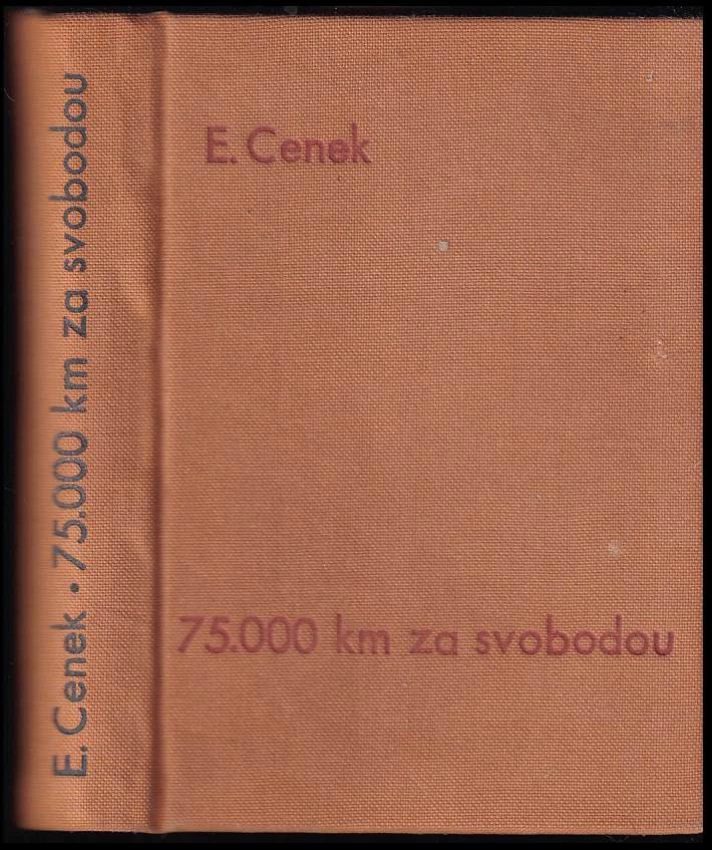 E. Cenek • 75.000 km za svobodou
E. Cenek
75.000 km za svobodou